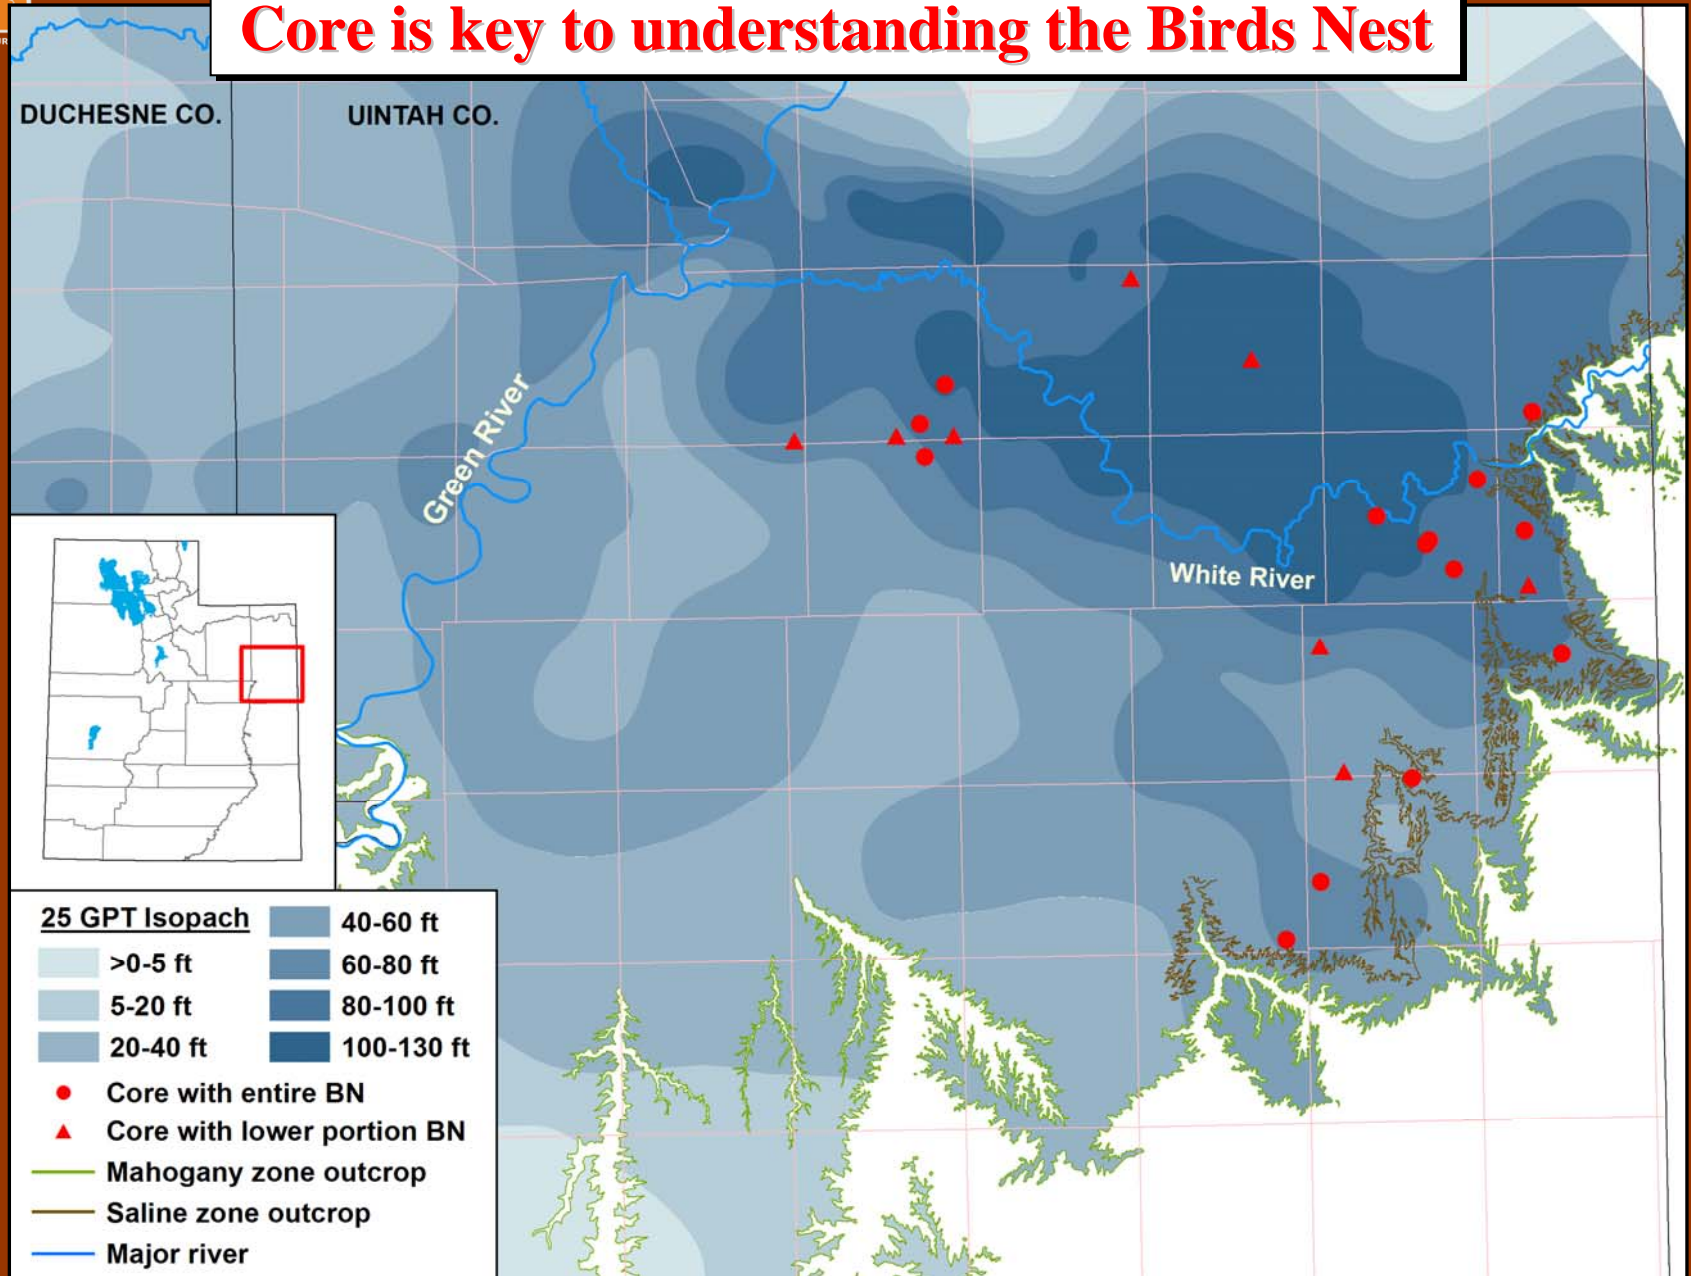 Core is key to understanding the Birds Nest
DUCHESNE CO.
UINTAH CO.
Green River
White River
25 GPT Isopach
>0-5 ft
5-20 ft
20-40 ft
40-60 ft
60-80 ft
80-100 ft
100-130 ft
Core with entire BN
Core with lower portion BN
Mahogany zone outcrop
Saline zone outcrop
Major river